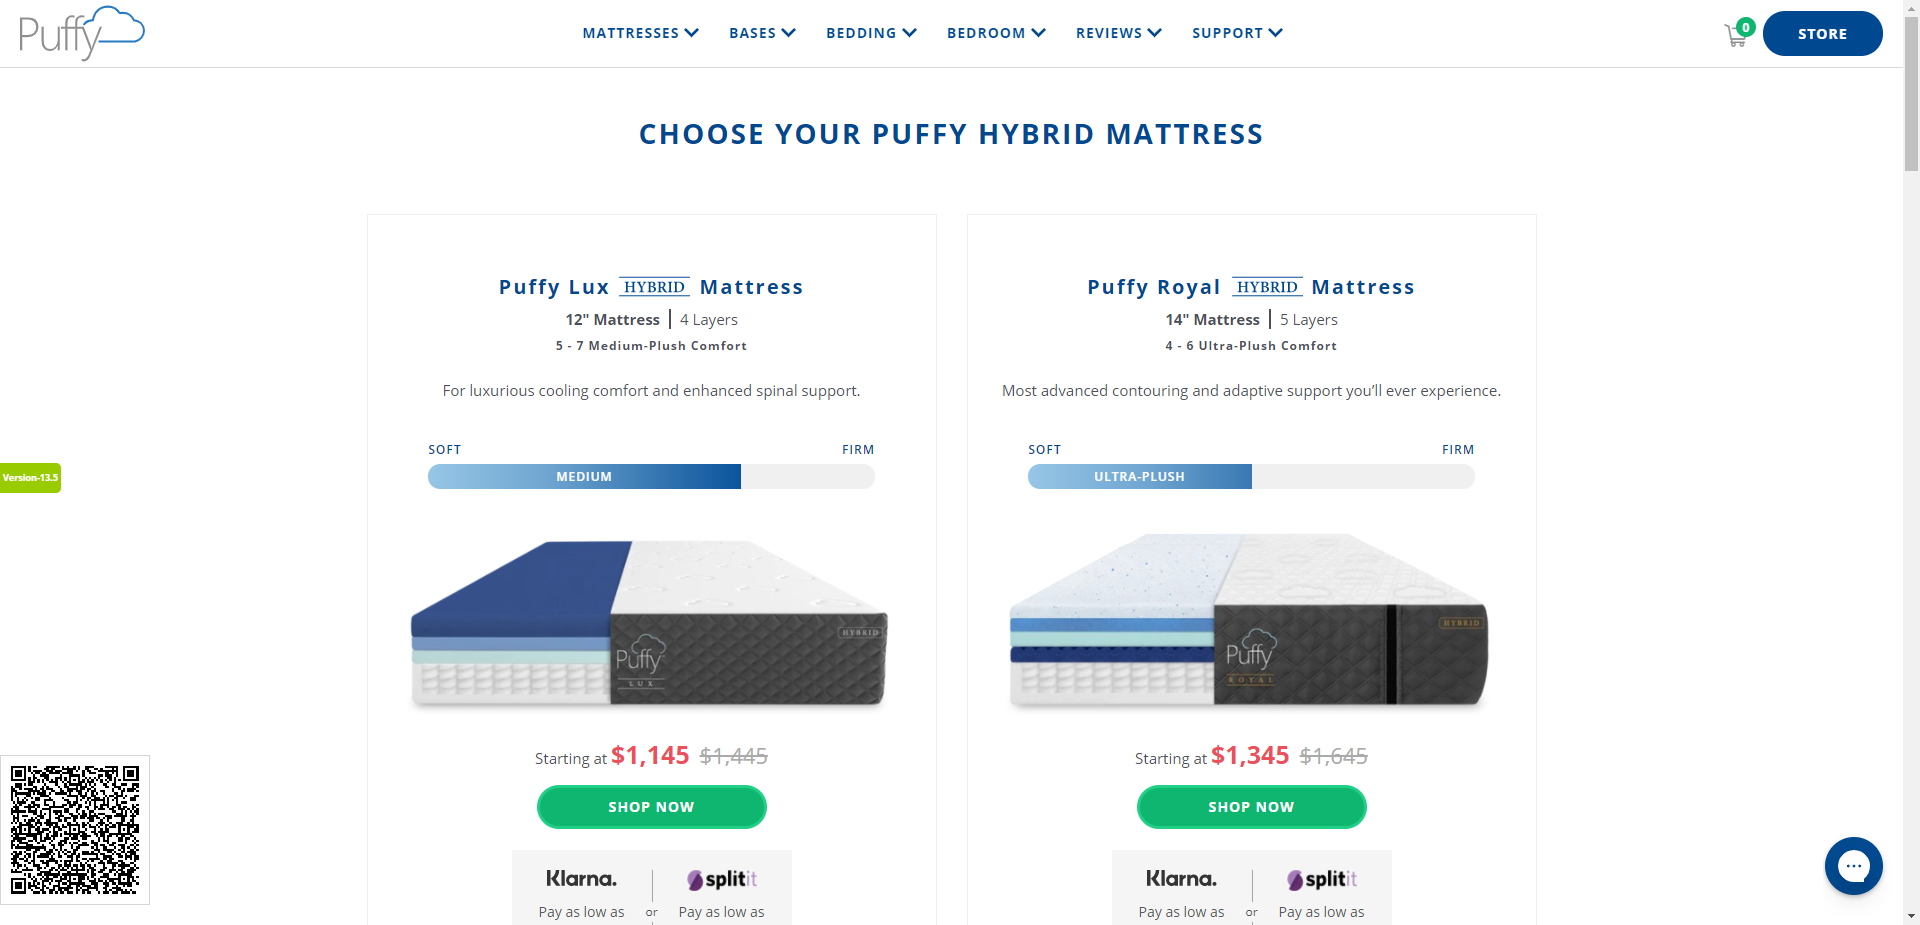 Puffy
MATTRESSES
BASES
BEDDING
BEDROOM
REVIEWS
SUPPORT
0
STORE
CHOOSE YOUR PUFFY HYBRID MATTRESS
Puffy Lux HYBRID Mattress
12" Mattress | 4 Layers
5 - 7 Medium-Plush Comfort
For luxurious cooling comfort and enhanced spinal support.
SOFT FIRM
MEDIUM
HYBRID
Puffy
LUX
Starting at $1,145 $1,445
SHOP NOW
Klarna. splitit
Pay as low as or Pay as low as
Puffy Royal HYBRID Mattress
14" Mattress | 5 Layers
4 - 6 Ultra-Plush Comfort
Most advanced contouring and adaptive support you’ll ever experience.
SOFT FIRM
ULTRA-PLUSH
HYBRID
Puffy
ROYAL
Starting at $1,345 $1,645
SHOP NOW
Klarna. splitit
Pay as low as or Pay as low as
Version-13.5